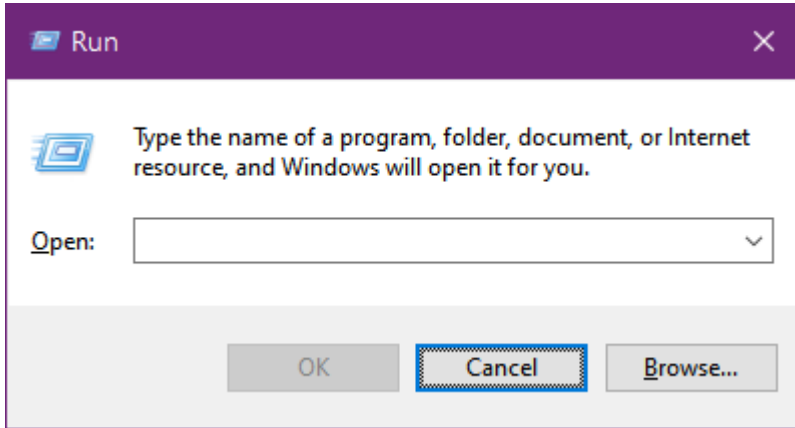 Run
Type the name of a program, folder, document, or Internet
resource, and Windows will open it for you.
Open:
OK
Cancel
Browse...